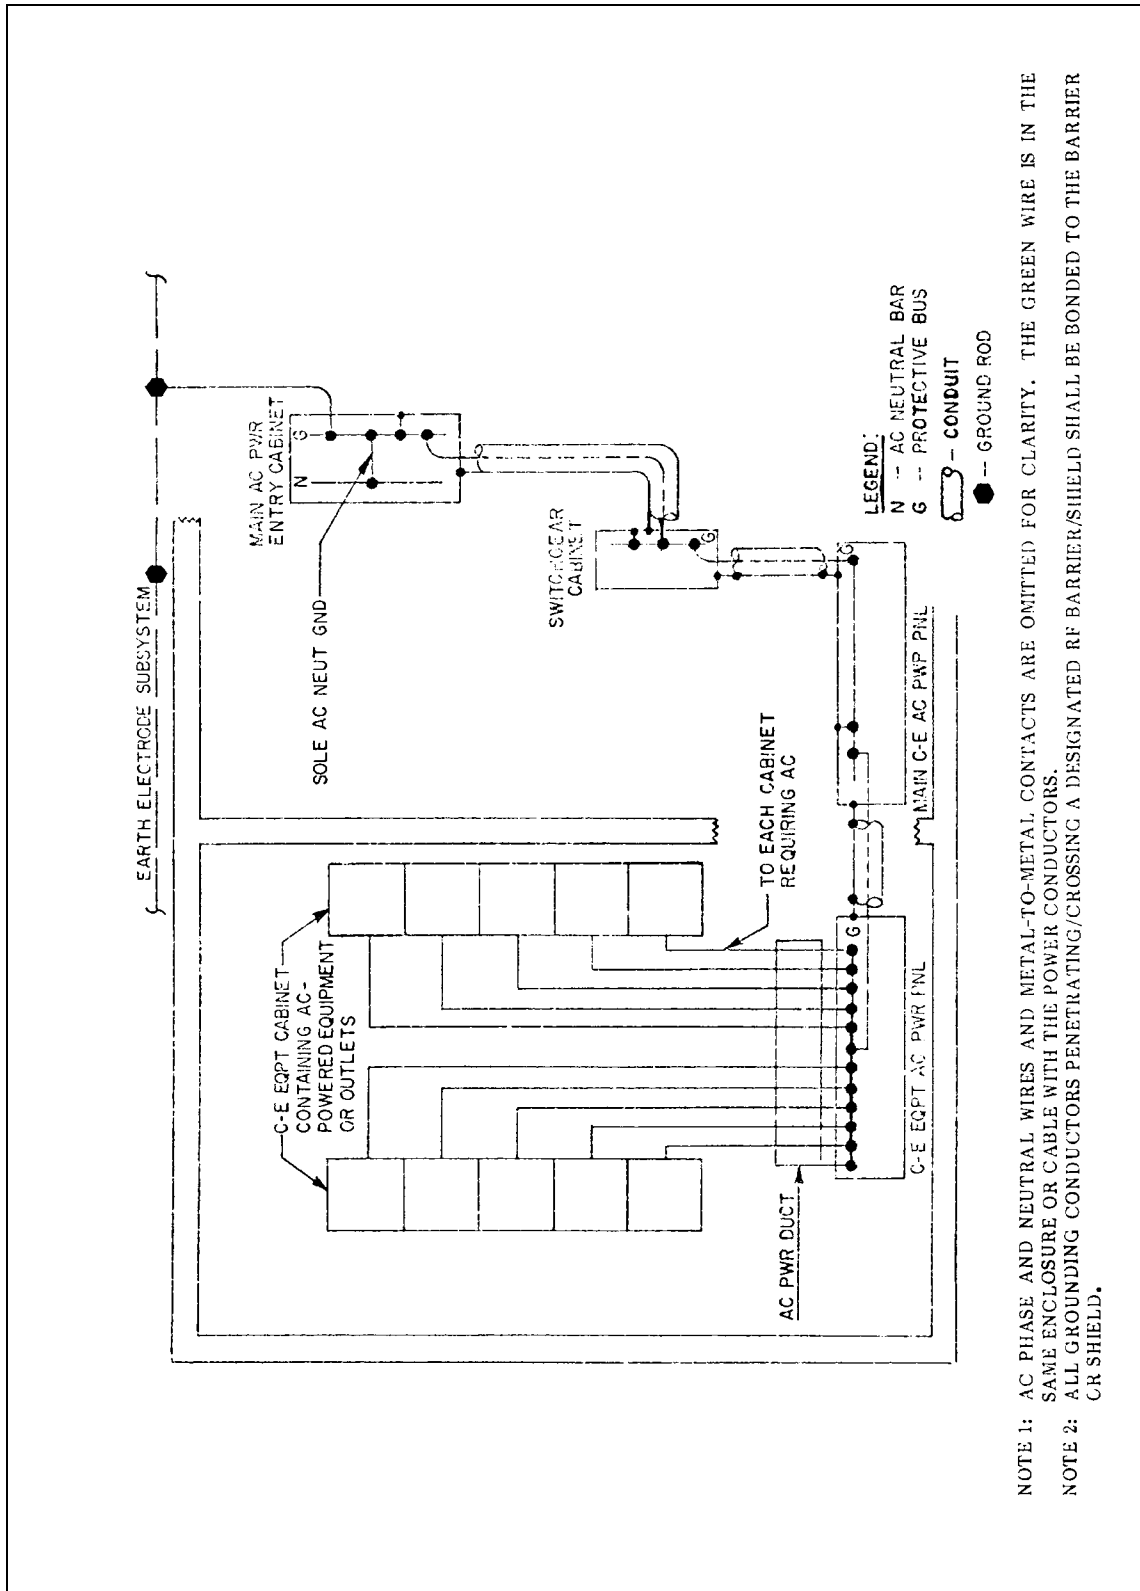 EARTH ELECTRODE SUBSYSTEM
MAIN AC PWR
ENTRY CABINET
N
G
SOLE AC NEUT GND
SWITCHGEAR
CABINET
G
C-E EQPT CABINET
CONTAINING AC-
POWERED EQUIPMENT
OR OUTLETS
TO EACH CABINET
REQUIRING AC
AC PWR DUCT
G
C-E EQPT AC PWR PNL
G
MAIN C-E AC PWP PNL
LEGEND:
N -- AC NEUTRAL BAR
G -- PROTECTIVE BUS
- CONDUIT
-- GROUND ROD
NOTE 1: AC PHASE AND NEUTRAL WIRES AND METAL-TO-METAL CONTACTS ARE OMITTED FOR CLARITY. THE GREEN WIRE IS IN THE
SAME ENCLOSURE OR CABLE WITH THE POWER CONDUCTORS.
NOTE 2: ALL GROUNDING CONDUCTORS PENETRATING/CROSSING A DESIGNATED RF BARRIER/SHIELD SHALL BE BONDED TO THE BARRIER
OR SHIELD.